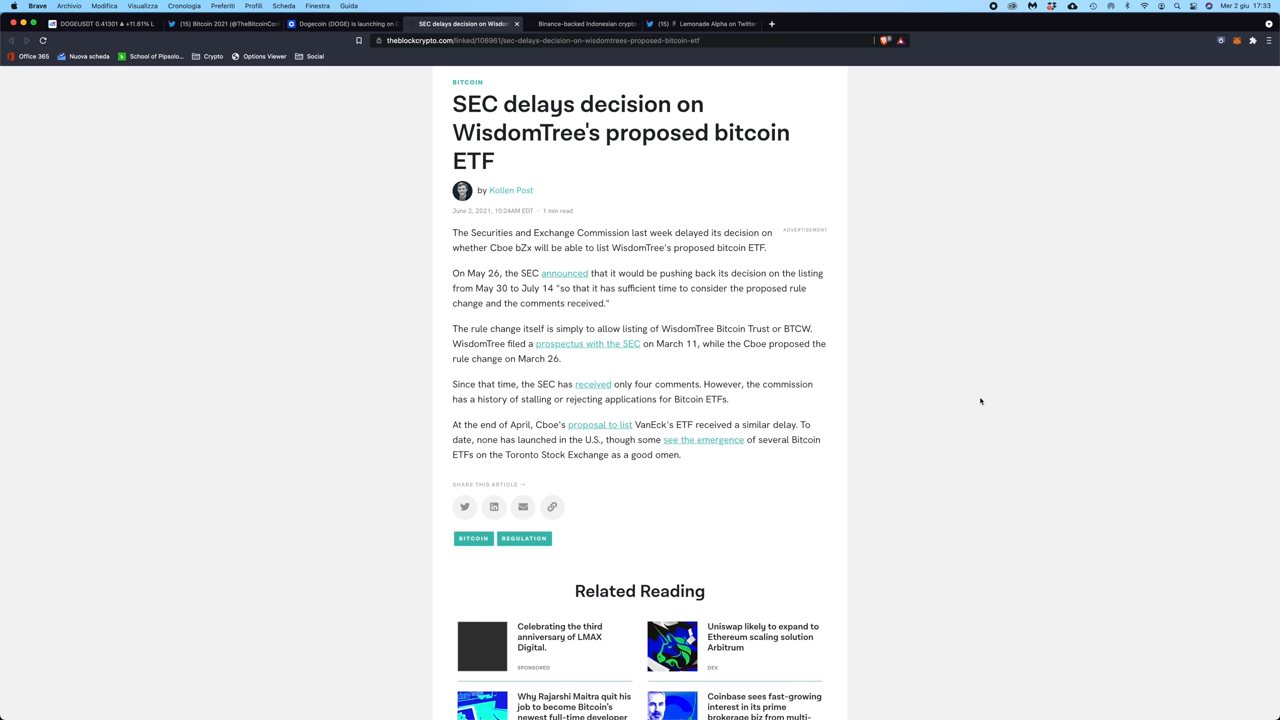 Brave Archivio Modifica Visualizza Cronologia Preferiti Profili Scheda Finestra Guida Mer 2 giu 17:33
DOGEUSDT 0.41301 ▲ +11.61% L (15) Bitcoin 2021 (@TheBitcoinCon Dogecoin (DOGE) is launching on C SEC delays decision on Wisdo Binance-backed Indonesian crypto (15) Lemonade Alpha on Twitter
theblockcrypto.com/linked/106961/sec-delays-decision-on-wisdomtrees-proposed-bitcoin-etf
Office 365 Nuova scheda School of Pipsolo... Crypto Options Viewer Social
BITCOIN
SEC delays decision on
WisdomTree's proposed bitcoin
ETF
by Kollen Post
June 2, 2021, 10:24AM EDT · 1 min read
The Securities and Exchange Commission last week delayed its decision on
ADVERTISEMENT
whether Cboe bZx will be able to list WisdomTree's proposed bitcoin ETF.
On May 26, the SEC announced that it would be pushing back its decision on the listing
from May 30 to July 14 "so that it has sufficient time to consider the proposed rule
change and the comments received."
The rule change itself is simply to allow listing of WisdomTree Bitcoin Trust or BTCW.
WisdomTree filed a prospectus with the SEC on March 11, while the Cboe proposed the
rule change on March 26.
Since that time, the SEC has received only four comments. However, the commission
has a history of stalling or rejecting applications for Bitcoin ETFs.
At the end of April, Cboe's proposal to list VanEck's ETF received a similar delay. To
date, none has launched in the U.S., though some see the emergence of several Bitcoin
ETFs on the Toronto Stock Exchange as a good omen.
SHARE THIS ARTICLE →
BITCOIN REGULATION
Related Reading
Celebrating the third
anniversary of LMAX
Digital.
SPONSORED
Uniswap likely to expand to
Ethereum scaling solution
Arbitrum
DEX
Why Rajarshi Maitra quit his
job to become Bitcoin's
newest full-time developer
Coinbase sees fast-growing
interest in its prime
brokerage biz from multi-